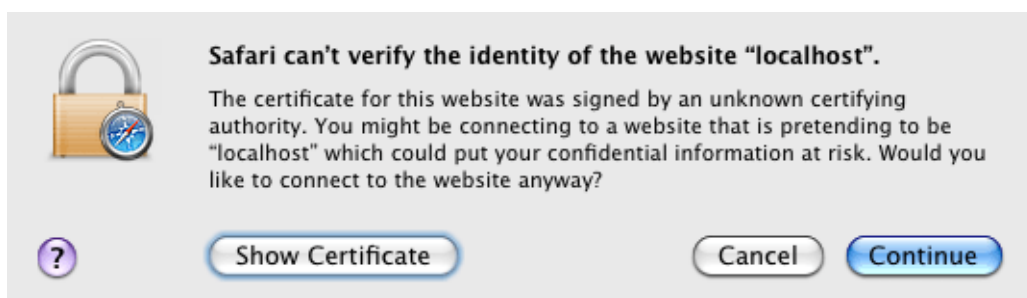 Safari can’t verify the identity of the website “localhost”.
The certificate for this website was signed by an unknown certifying
authority. You might be connecting to a website that is pretending to be
“localhost” which could put your confidential information at risk. Would you
like to connect to the website anyway?
? Show Certificate Cancel Continue